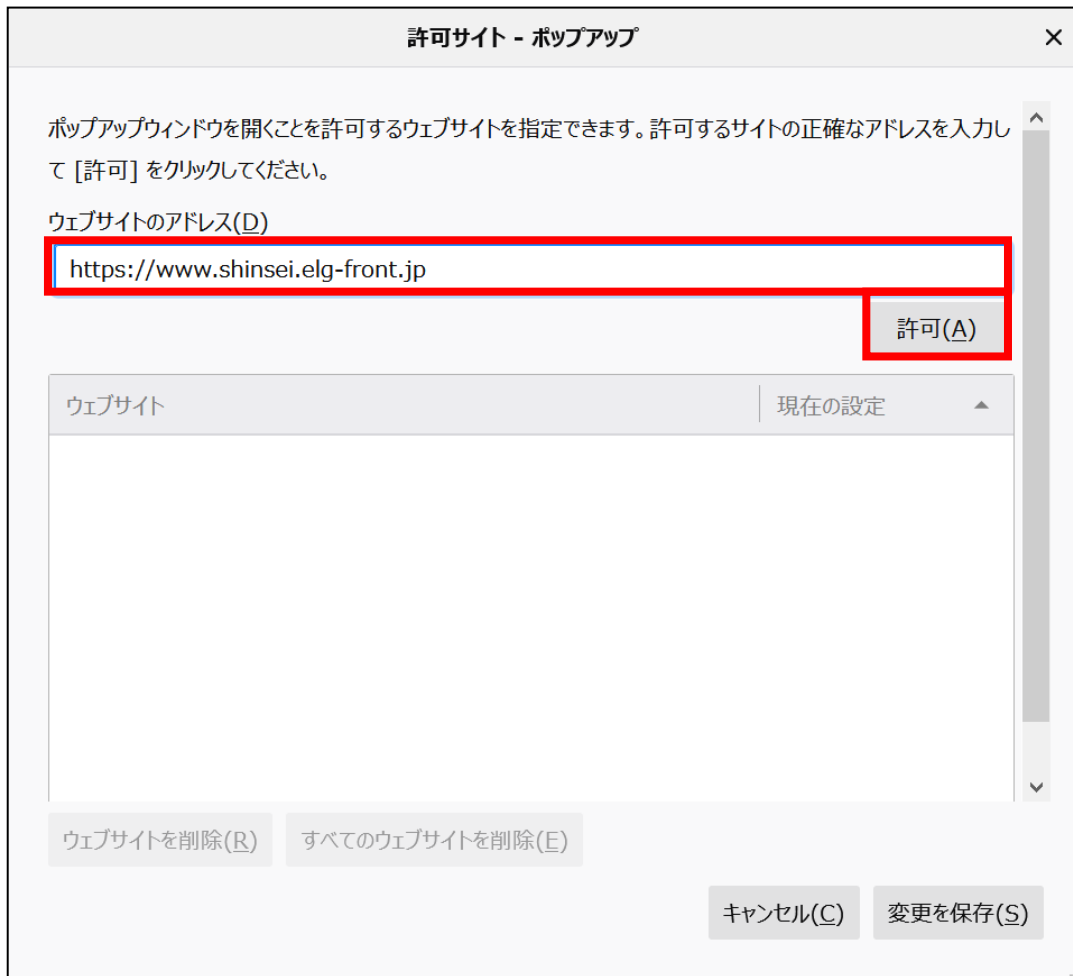 許可サイト - ポップアップ
ポップアップウィンドウを開くことを許可するウェブサイトを指定できます。許可するサイトの正確なアドレスを入力し
て [許可] をクリックしてください。
ウェブサイトのアドレス(D)
https://www.shinsei.elg-front.jp
許可(A)
ウェブサイト 現在の設定
ウェブサイトを削除(R) すべてのウェブサイトを削除(E)
キャンセル(C) 変更を保存(S)